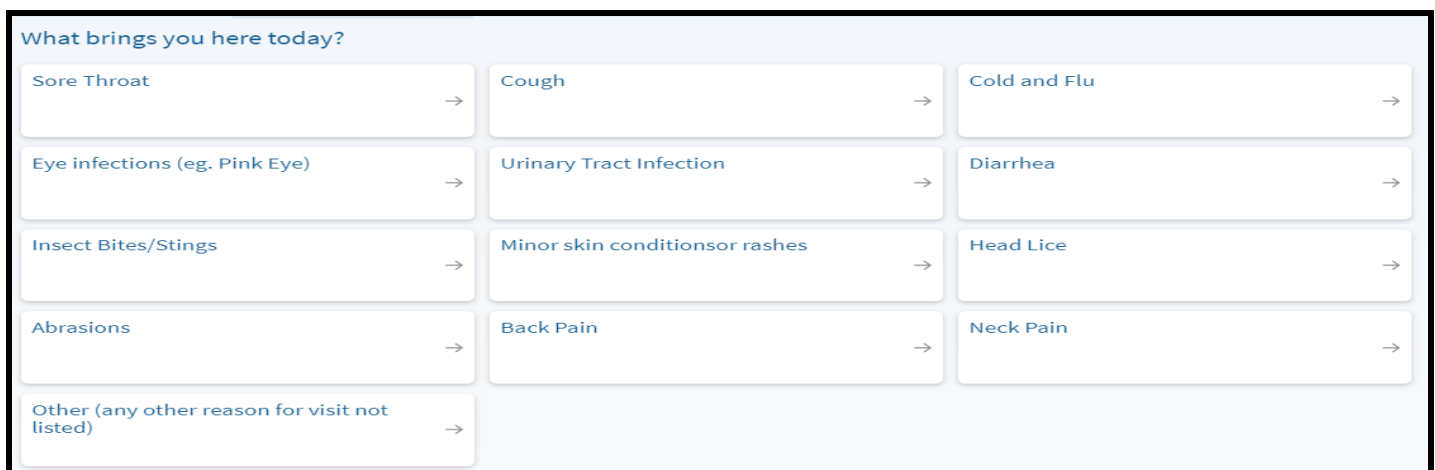 What brings you here today?
Sore Throat
Cough
Cold and Flu
Eye infections (eg. Pink Eye)
Urinary Tract Infection
Diarrhea
Insect Bites/Stings
Minor skin conditionsor rashes
Head Lice
Abrasions
Back Pain
Neck Pain
Other (any other reason for visit not
listed)